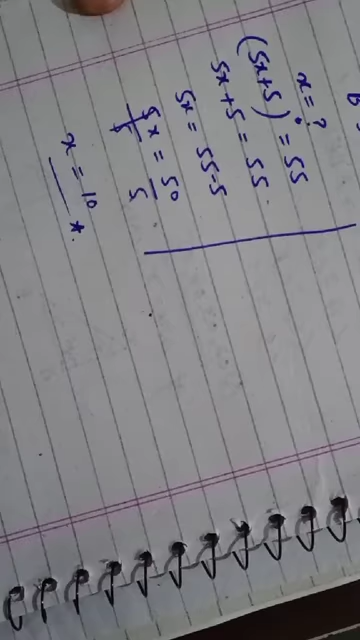 x = ?
(5x+5)° = 55
5x+5 = 55.
5x = 55-5
5x/5 = 50/5
x = 10 *